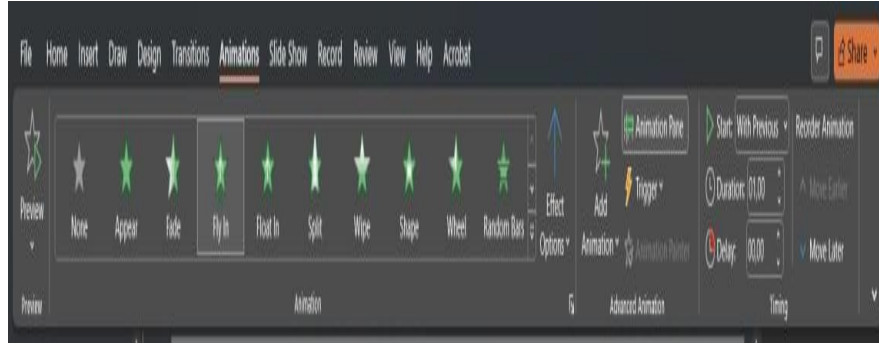 File Home Insert Draw Design Transitions Animations Slide Show Record Review View Help Acrobat
Share
Preview
None Appear Fade Fly In Float In Split Wipe Shape Wheel Random Bars
Effect Options
Add Animation
Animation Pane
Trigger
Animation Painter
Start: With Previous
Duration: 01.00
Delay: 00.00
Reorder Animation
Move Earlier
Move Later
Preview Animation Advanced Animation Timing